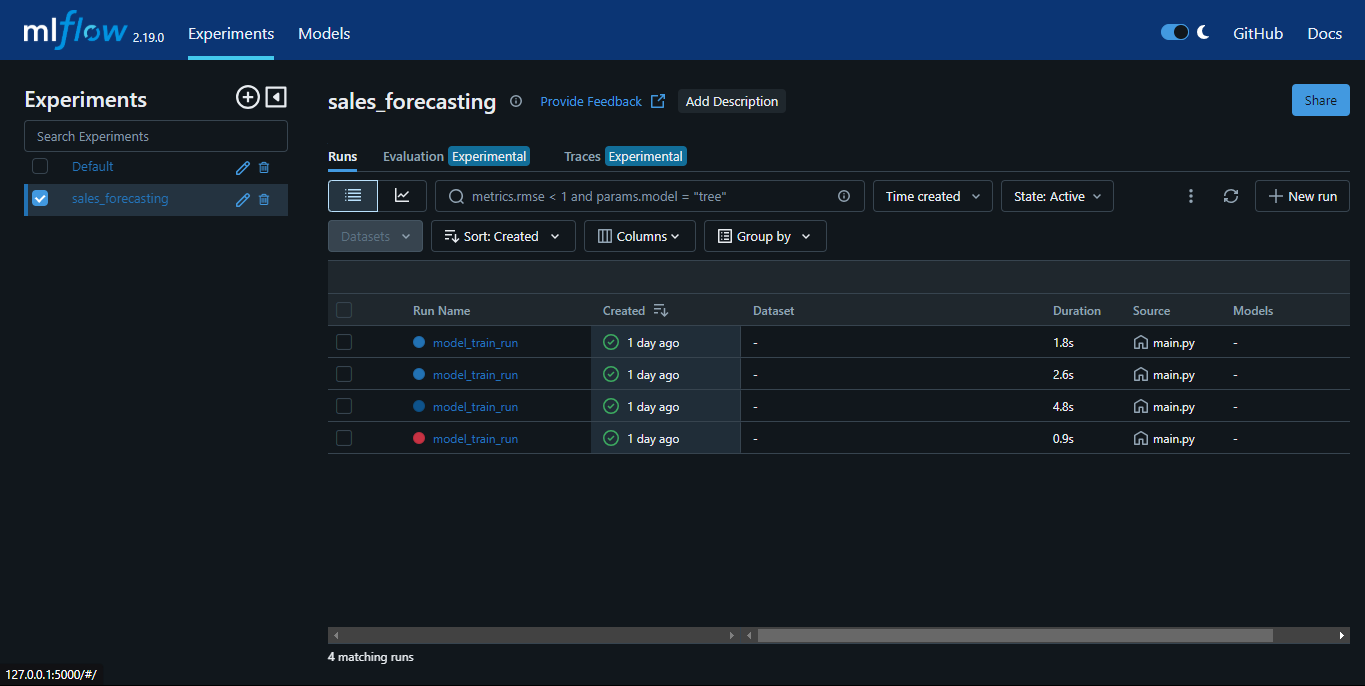 mlflow 2.19.0 Experiments Models GitHub Docs
Experiments
Search Experiments
Default
sales_forecasting
sales_forecasting Provide Feedback Add Description Share
Runs Evaluation Experimental Traces Experimental
metrics.rmse < 1 and params.model = "tree" Time created State: Active New run
Datasets Sort: Created Columns Group by
Run Name Created Dataset Duration Source Models
model_train_run 1 day ago - 1.8s main.py -
model_train_run 1 day ago - 2.6s main.py -
model_train_run 1 day ago - 4.8s main.py -
model_train_run 1 day ago - 0.9s main.py -
4 matching runs
127.0.0.1:5000/#/